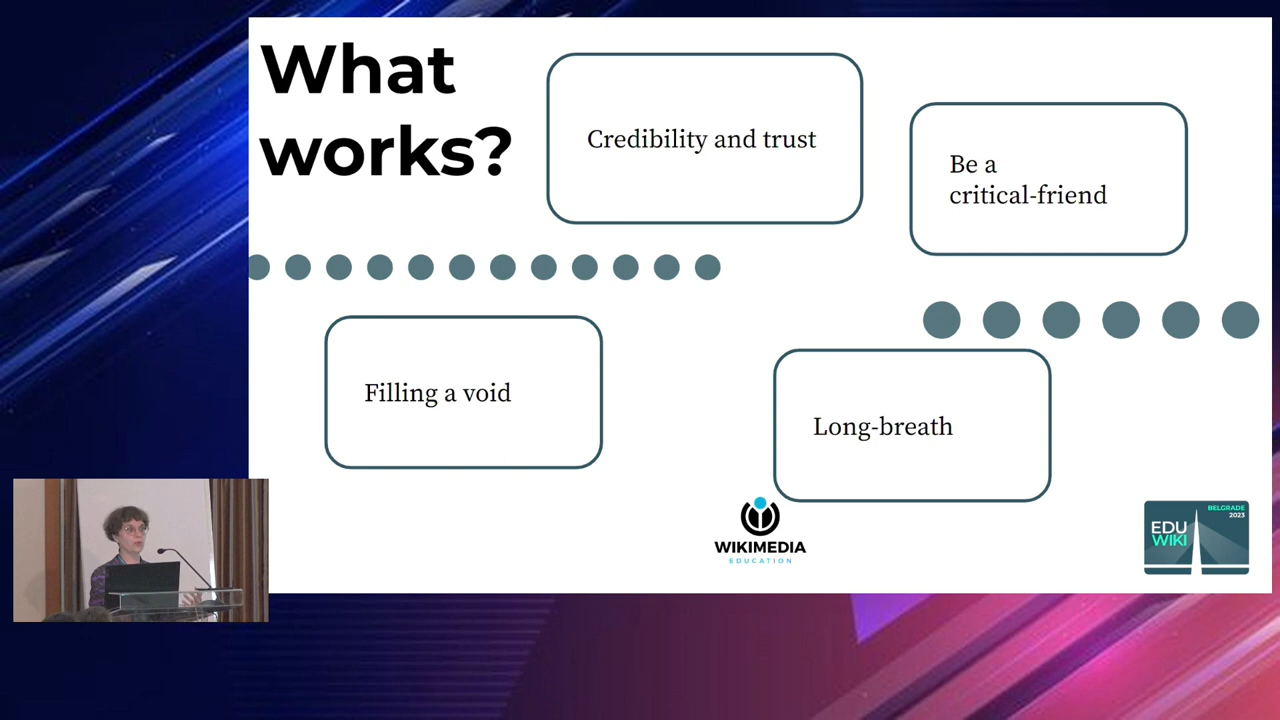 What
works?
Credibility and trust
Be a
critical-friend
Filling a void
Long-breath
WIKIMEDIA
EDUCATION
BELGRADE
2023
EDU
WIKI